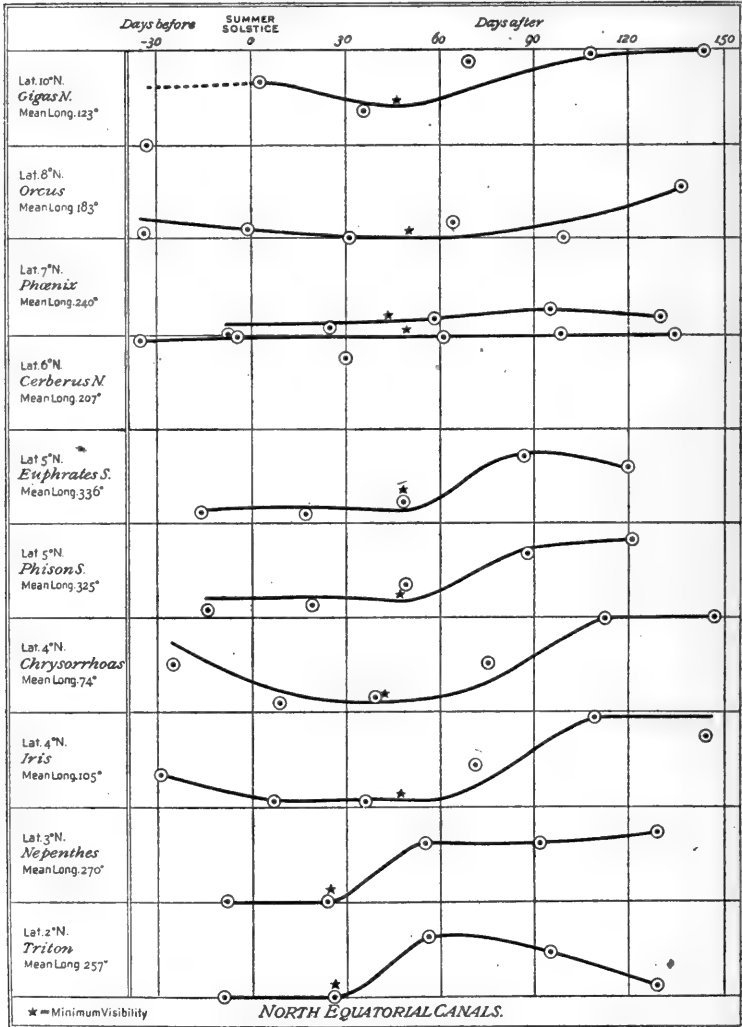 Days before
SUMMER
SOLSTICE
Days after
-30 0 30 60 90 120 150
Lat.10°N.
Gigas N.
Mean Long.123°
Lat.8°N.
Orcus
Mean Long 183°
Lat.7°N.
Phœnix
Mean Long.240°
Lat.6°N.
Cerberus N.
Mean Long.207°
Lat 5°N.
Euphrates S.
Mean Long.336°
Lat 5°N.
Phison S.
Mean Long.325°
Lat.4°N.
Chrysorrhoas
Mean Long.74°
Lat.4°N.
Iris
Mean Long.105°
Lat.3°N.
Nepenthes
Mean Long.270°
Lat.2°N.
Triton
Mean Long 257°
★ = Minimum Visibility
NORTH EQUATORIAL CANALS.